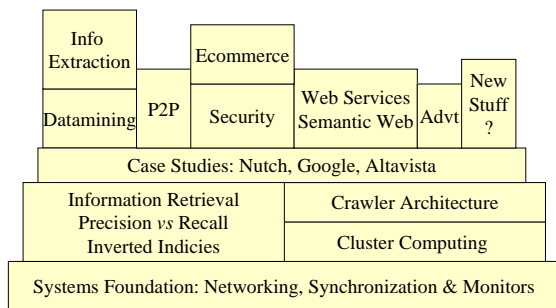 Info
Extraction
Datamining
P2P
Ecommerce
Security
Web Services
Semantic Web
Advt
New
Stuff
?
Case Studies: Nutch, Google, Altavista
Information Retrieval
Precision vs Recall
Inverted Indicies
Crawler Architecture
Cluster Computing
Systems Foundation: Networking, Synchronization & Monitors